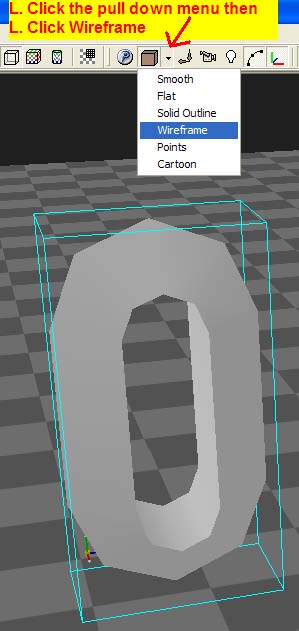 L. Click the pull down menu then
L. Click Wireframe
Smooth
Flat
Solid Outline
Wireframe
Points
Cartoon